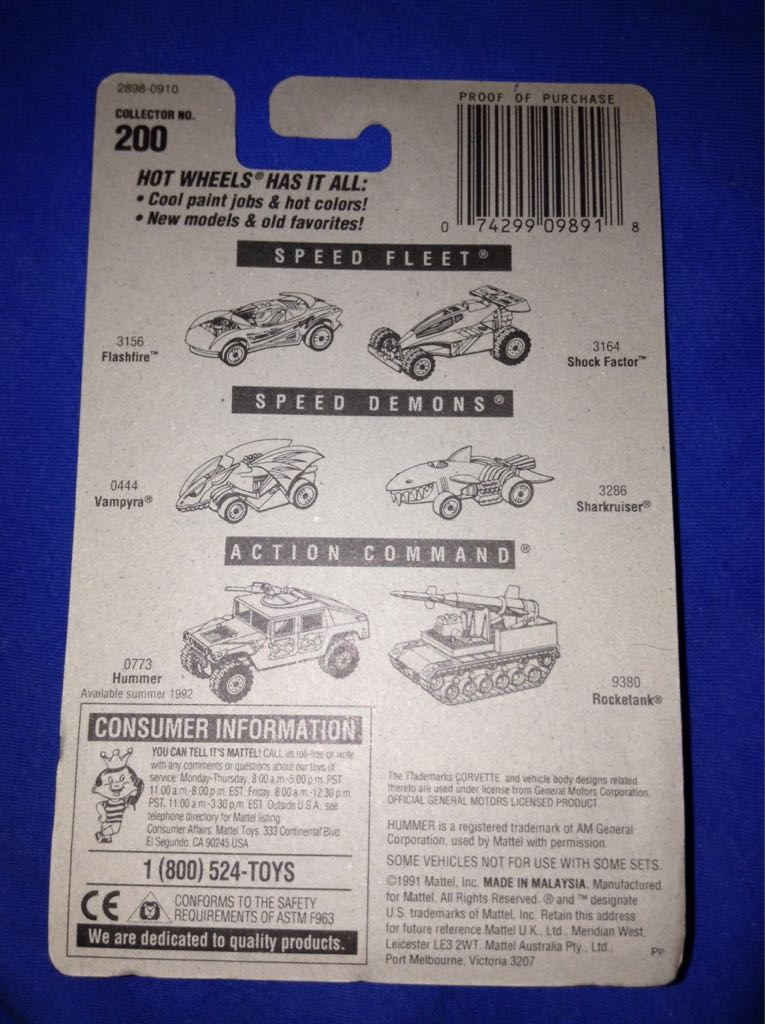 2898-0910
COLLECTOR NO.
200
PROOF OF PURCHASE
0 74299 09891 8
HOT WHEELS® HAS IT ALL:
• Cool paint jobs & hot colors!
• New models & old favorites!
SPEED FLEET®
3156
Flashfire™
3164
Shock Factor™
SPEED DEMONS®
0444
Vampyra®
3286
Sharkruiser®
ACTION COMMAND®
0773
Hummer
Available summer 1992
9380
Rocketank®
CONSUMER INFORMATION
YOU CAN TELL IT'S MATTEL! CALL us toll-free or write
with any comments or questions about our toys or
service: Monday-Thursday, 8:00 a.m.-5:00 p.m. PST
11:00 a.m.-8:00 p.m. EST. Friday, 8:00 a.m.-12:30 p.m.
PST, 11:00 a.m.-3:30 p.m. EST. Outside U.S.A., see
telephone directory for Mattel listing.
Consumer Affairs, Mattel Toys, 333 Continental Blvd.
El Segundo, CA 90245 USA
1 (800) 524-TOYS
CE
CONFORMS TO THE SAFETY
REQUIREMENTS OF ASTM F963
We are dedicated to quality products.
The Trademarks CORVETTE, and vehicle body designs related
thereto are used under license from General Motors Corporation.
OFFICIAL GENERAL MOTORS LICENSED PRODUCT.
HUMMER is a registered trademark of AM General
Corporation, used by Mattel with permission.
SOME VEHICLES NOT FOR USE WITH SOME SETS.
©1991 Mattel, Inc. MADE IN MALAYSIA. Manufactured
for Mattel. All Rights Reserved. ® and ™ designate
U.S. trademarks of Mattel, Inc. Retain this address
for future reference: Mattel U.K., Ltd., Meridian West,
Leicester LE3 2WT. Mattel Australia Pty., Ltd.,
Port Melbourne, Victoria 3207
PP